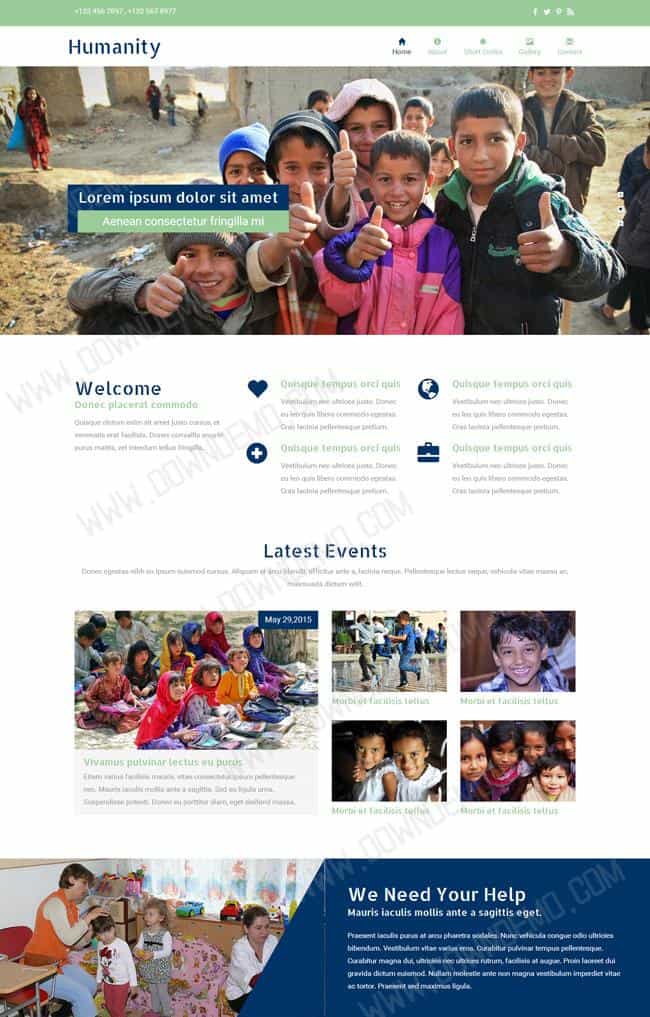 +123 456 7897 , +132 567 8977
Humanity
Home
About
Short Codes
Gallery
Contact
Lorem ipsum dolor sit amet
Aenean consectetur fringilla mi
Welcome
Donec placerat commodo
Quisque dictum enim sit amet justo cursus, et
venenatis erat facilisis. Donec convallis mauris
purus mattis, vel interdum tellus fringilla.
Quisque tempus orci quis
Vestibulum nec ultrices justo. Donec
eu leo quis libero commodo egestas.
Cras lacinia pellentesque pretium.
Quisque tempus orci quis
Vestibulum nec ultrices justo. Donec
eu leo quis libero commodo egestas.
Cras lacinia pellentesque pretium.
Quisque tempus orci quis
Vestibulum nec ultrices justo. Donec
eu leo quis libero commodo egestas.
Cras lacinia pellentesque pretium.
Quisque tempus orci quis
Vestibulum nec ultrices justo. Donec
eu leo quis libero commodo egestas.
Cras lacinia pellentesque pretium.
Latest Events
Donec egestas nibh eu ipsum euismod cursus. Aliquam et arcu blandit, efficitur ante a, lacinia neque. Pellentesque lectus neque, vehicula vitae massa ac,
malesuada dictum velit.
May 29,2015
Vivamus pulvinar lectus eu purus
Etiam varius facilisis mauris, vitae consectetur ipsum pellentesque
nec. Mauris iaculis mollis ante a sagittis. Sed eu ligula urna.
Suspendisse potenti. Donec eu porttitor diam, eget eleifend massa.
Morbi et facilisis tellus
Morbi et facilisis tellus
Morbi et facilisis tellus
Morbi et facilisis tellus
We Need Your Help
Mauris iaculis mollis ante a sagittis eget.
Praesent iaculis purus at arcu pharetra sodales. Nunc vehicula congue odio ultricies
bibendum. Vestibulum vitae varius eros. Curabitur pulvinar tempus pellentesque.
Curabitur magna dui, ultricies nec ultrices rutrum, facilisis at augue. Proin laoreet dui
gravida dictum euismod. Nullam molestie ante non magna vestibulum imperdiet vitae
ac tortor. Praesent sed maximus ligula.
WWW.DOWNDEMO.COM